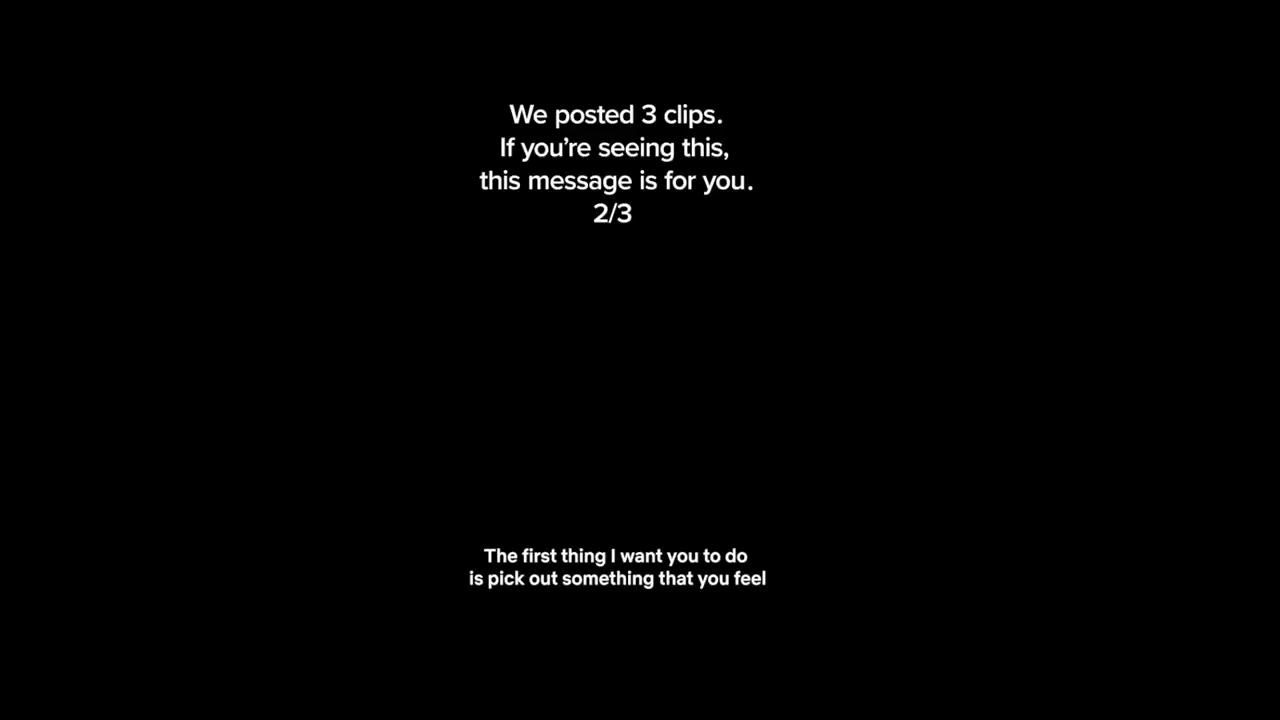 We posted 3 clips.
If you’re seeing this,
this message is for you.
2/3
The first thing I want you to do
is pick out something that you feel